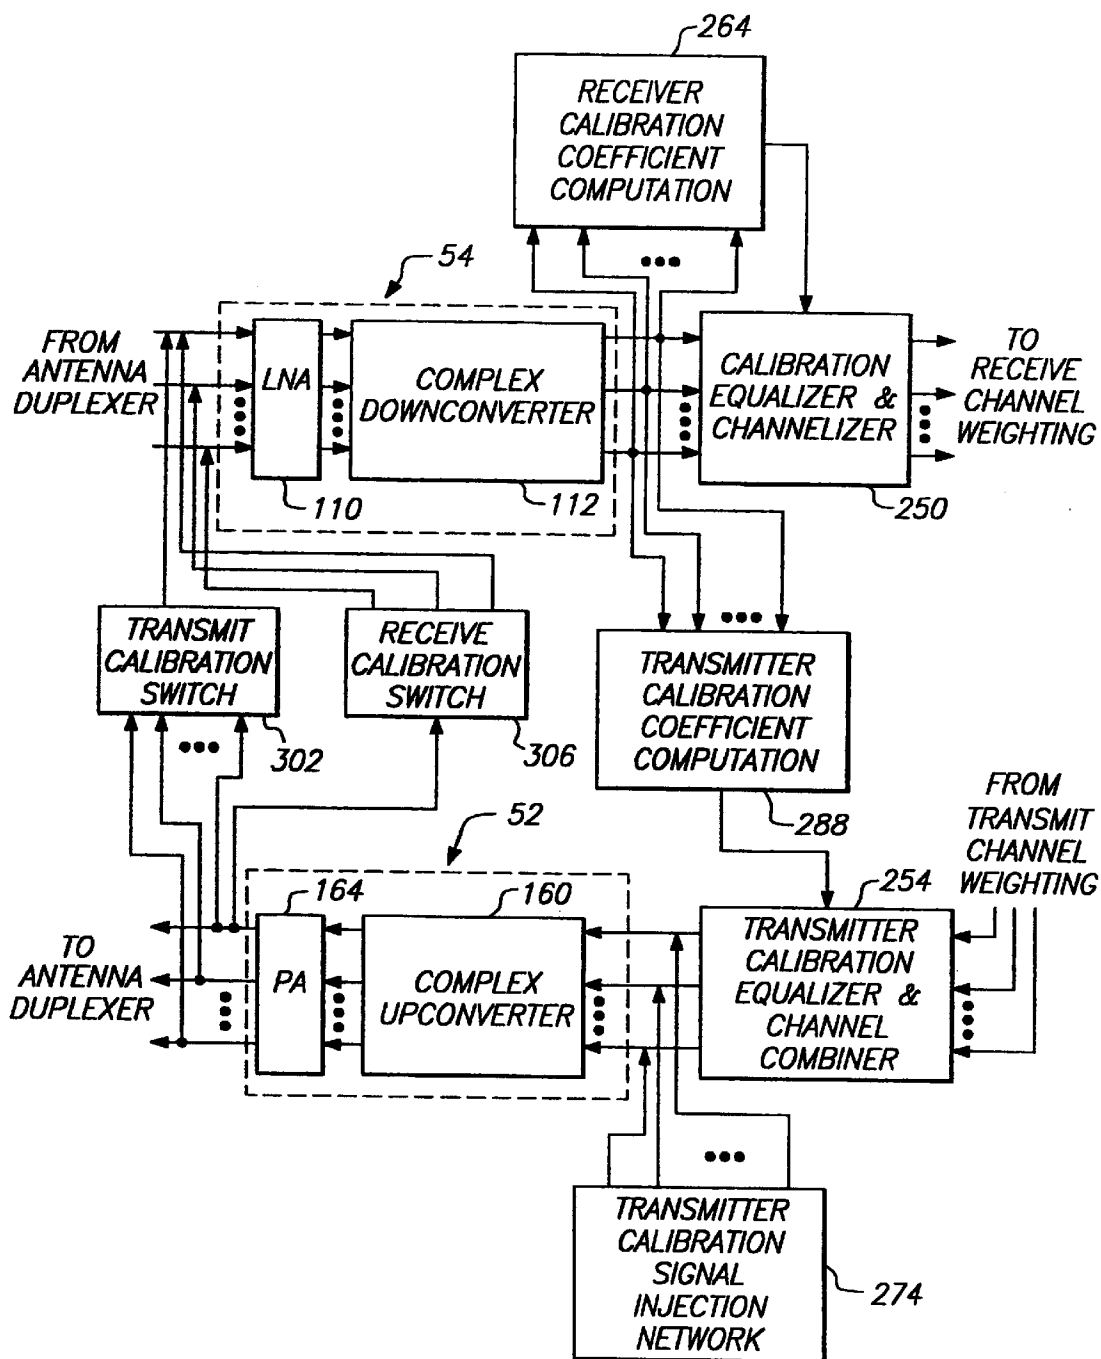 264
RECEIVER
CALIBRATION
COEFFICIENT
COMPUTATION
54
FROM
ANTENNA
DUPLEXER
LNA
COMPLEX
DOWNCONVERTER
CALIBRATION
EQUALIZER &
CHANNELIZER
TO
RECEIVE
CHANNEL
WEIGHTING
110
112
250
TRANSMIT
CALIBRATION
SWITCH
RECEIVE
CALIBRATION
SWITCH
TRANSMITTER
CALIBRATION
COEFFICIENT
COMPUTATION
302
306
288
FROM
TRANSMIT
CHANNEL
WEIGHTING
52
164
160
254
TO
ANTENNA
DUPLEXER
PA
COMPLEX
UPCONVERTER
TRANSMITTER
CALIBRATION
EQUALIZER &
CHANNEL
COMBINER
TRANSMITTER
CALIBRATION
SIGNAL
INJECTION
NETWORK
274